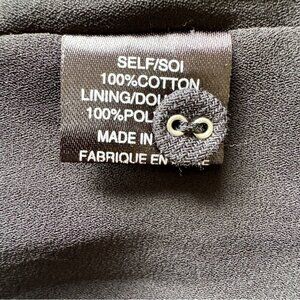 SELF/SOI
100%COTTON
LINING/DOU
100%POL
MADE IN
FABRIQUE EN